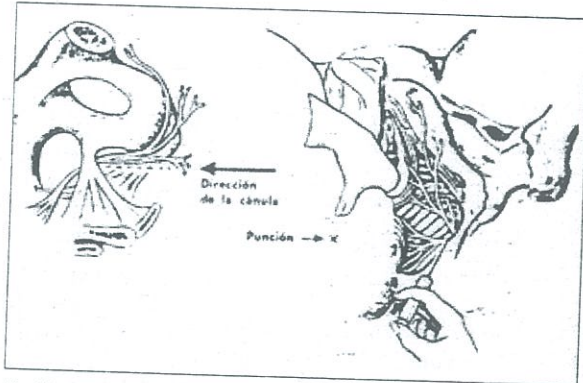 Dirección
de la cánula
Punción → x